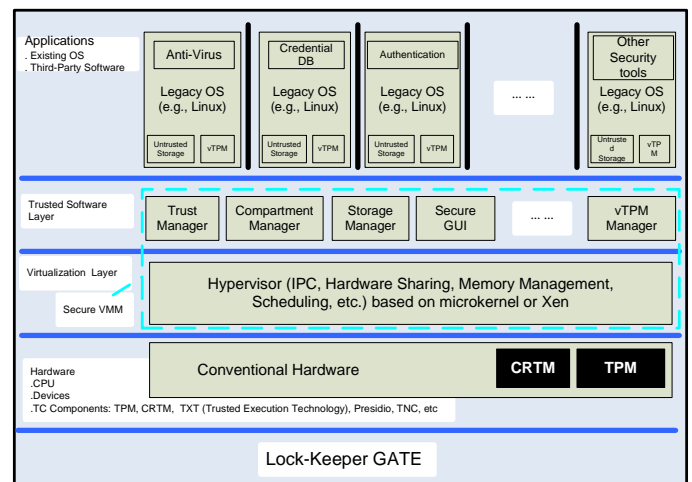 Applications
. Existing OS
. Third-Party Software
Anti-Virus
Legacy OS
(e.g., Linux)
Untrusted
Storage
vTPM
Credential
DB
Legacy OS
(e.g., Linux)
Untrusted
Storage
vTPM
Authentication
Legacy OS
(e.g., Linux)
Untrusted
Storage
vTPM
... ...
Other
Security
tools
Legacy OS
(e.g., Linux)
Untruste
d
Storage
vTP
M
Trusted Software
Layer
Trust
Manager
Compartment
Manager
Storage
Manager
Secure
GUI
... ...
vTPM
Manager
Virtualization Layer
Secure VMM
Hypervisor (IPC, Hardware Sharing, Memory Management,
Scheduling, etc.) based on microkernel or Xen
Conventional Hardware
CRTM
TPM
Hardware
.CPU
.Devices
.TC Components: TPM, CRTM, TXT (Trusted Execution Technology), Presidio, TNC, etc
Lock-Keeper GATE